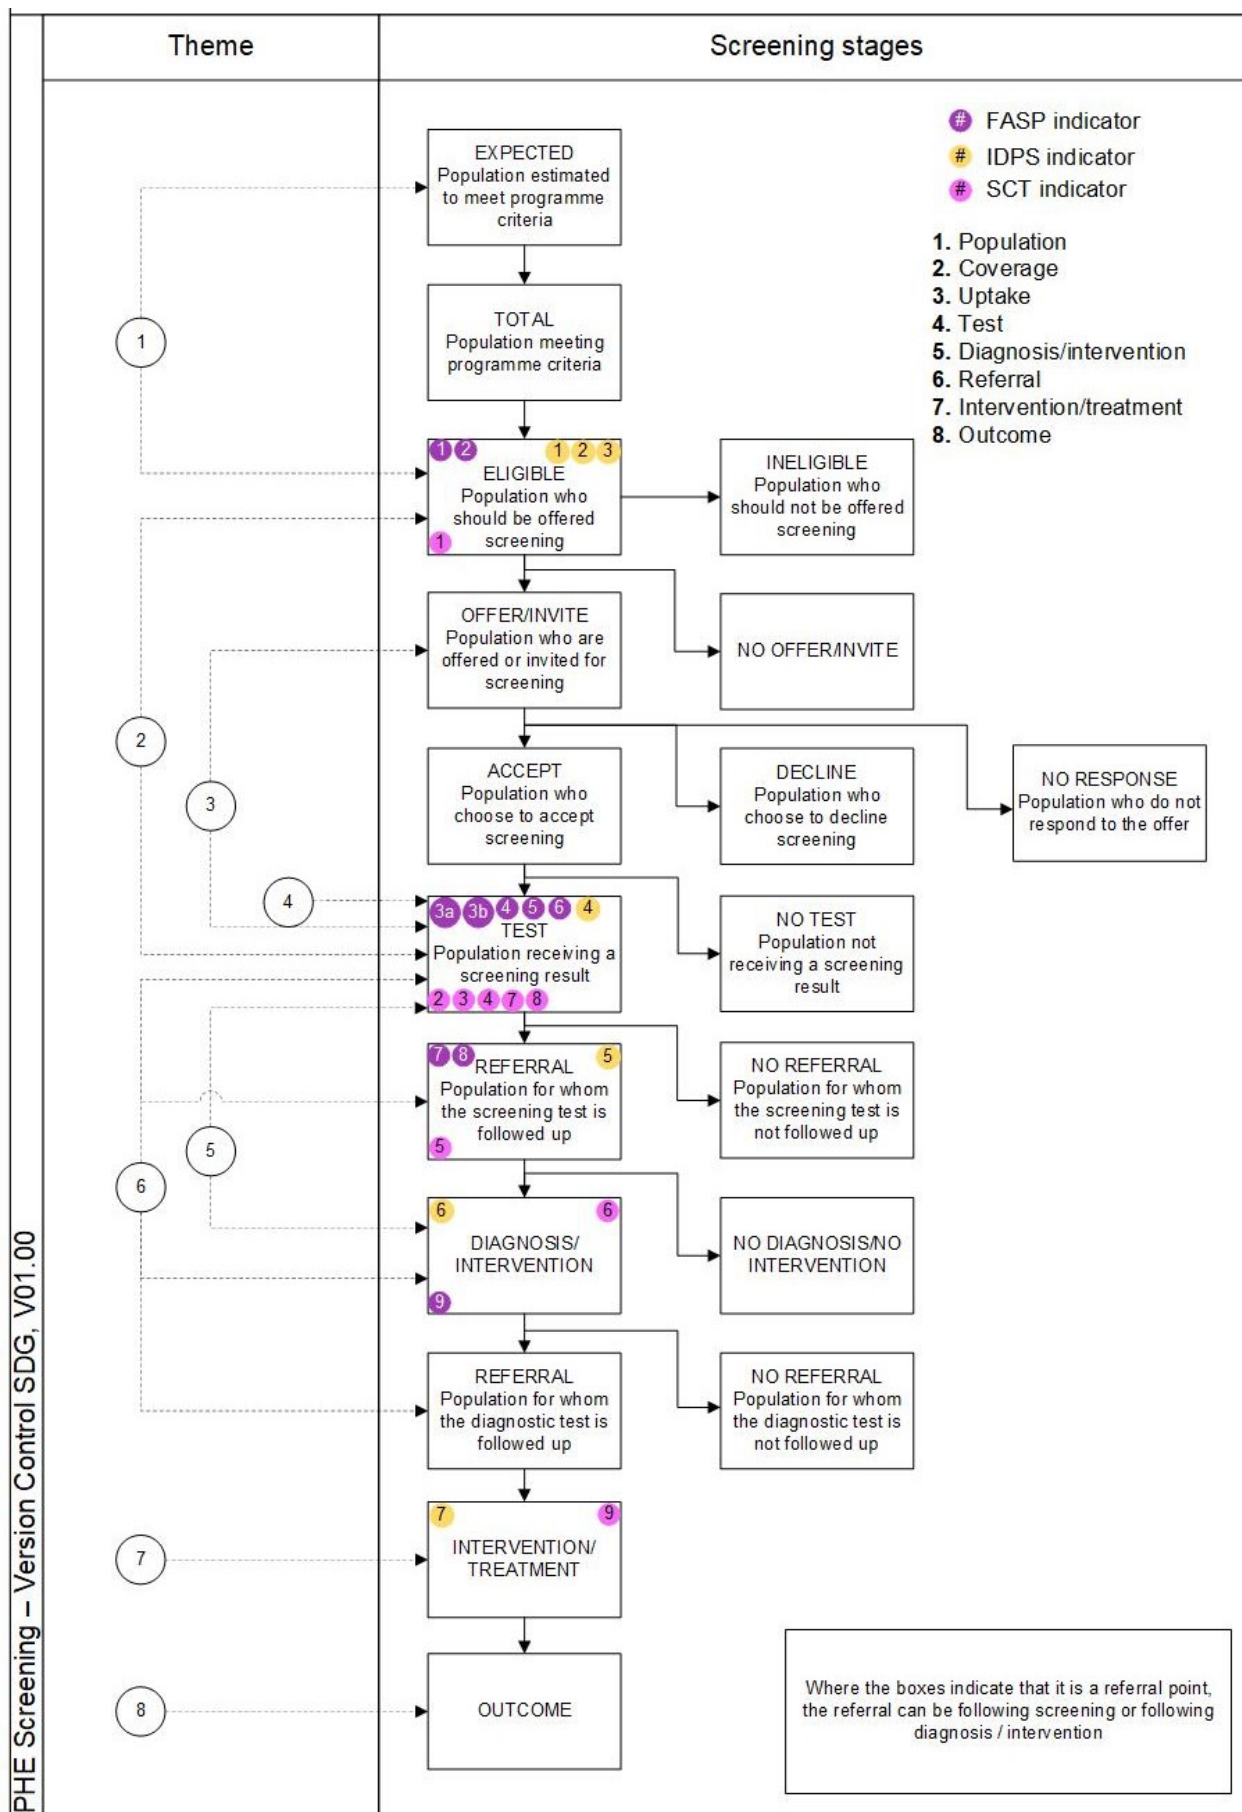 Theme
Screening stages
# FASP indicator
# IDPS indicator
# SCT indicator
1. Population
2. Coverage
3. Uptake
4. Test
5. Diagnosis/intervention
6. Referral
7. Intervention/treatment
8. Outcome
EXPECTED
Population estimated
to meet programme
criteria
1
TOTAL
Population meeting
programme criteria
1 2
1 2 3
ELIGIBLE
Population who
should be offered
screening
1
INELIGIBLE
Population who
should not be offered
screening
OFFER/INVITE
Population who are
offered or invited for
screening
NO OFFER/INVITE
2
3
ACCEPT
Population who
choose to accept
screening
DECLINE
Population who
choose to decline
screening
NO RESPONSE
Population who do not
respond to the offer
4
3a 3b 4 5 6 4
TEST
Population receiving a
screening result
2 3 4 7 8
NO TEST
Population not
receiving a screening
result
7 8
5
REFERRAL
Population for whom
the screening test is
followed up
5
NO REFERRAL
Population for whom
the screening test is
not followed up
5
6
6
6
DIAGNOSIS/
INTERVENTION
9
NO DIAGNOSIS/NO
INTERVENTION
REFERRAL
Population for whom
the diagnostic test is
followed up
NO REFERRAL
Population for whom
the diagnostic test is
not followed up
7
7
9
INTERVENTION/
TREATMENT
8
OUTCOME
Where the boxes indicate that it is a referral point,
the referral can be following screening or following
diagnosis / intervention
PHE Screening – Version Control SDG, V01.00